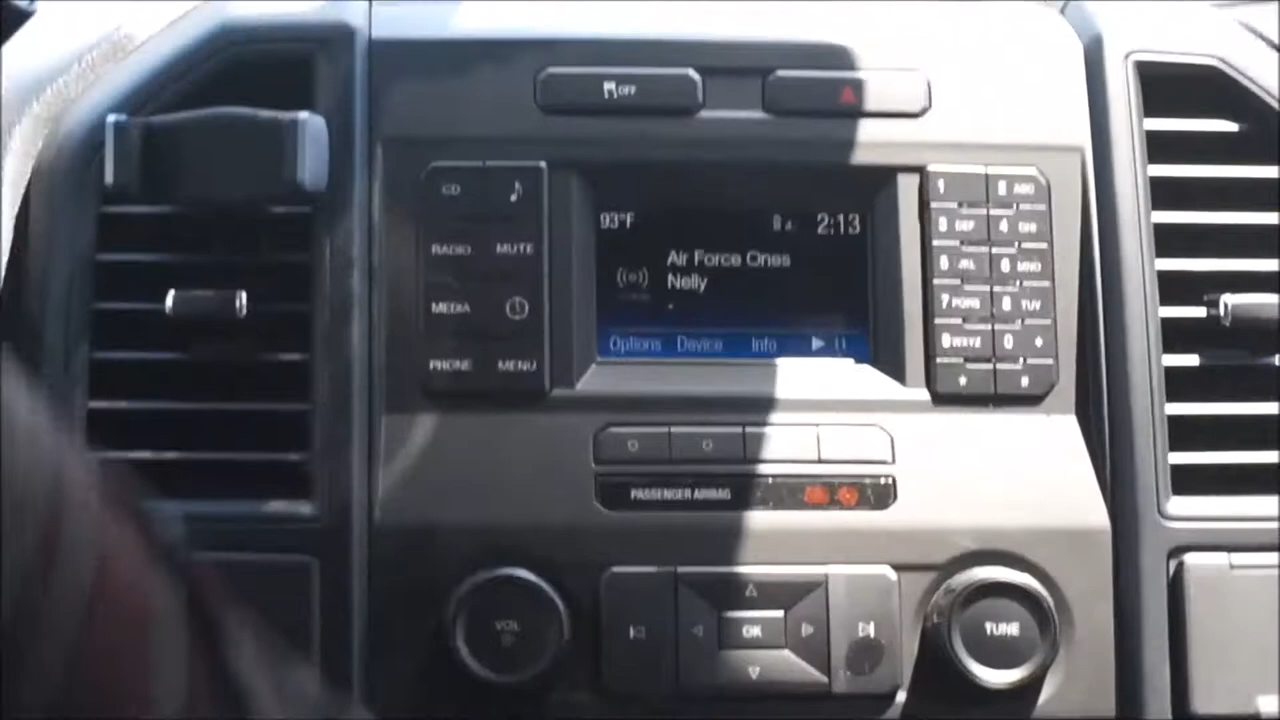 OFF
CD
RADIO MUTE
MEDIA
PHONE MENU
93°F 2:13
Air Force Ones
Nelly
Options Device Info
1 ABC
3 DEF 4 GHI
5 JKL 6 MNO
7 PQRS 8 TUV
9 WXYZ 0 +
* #
PASSENGER AIRBAG
VOL
OK
TUNE